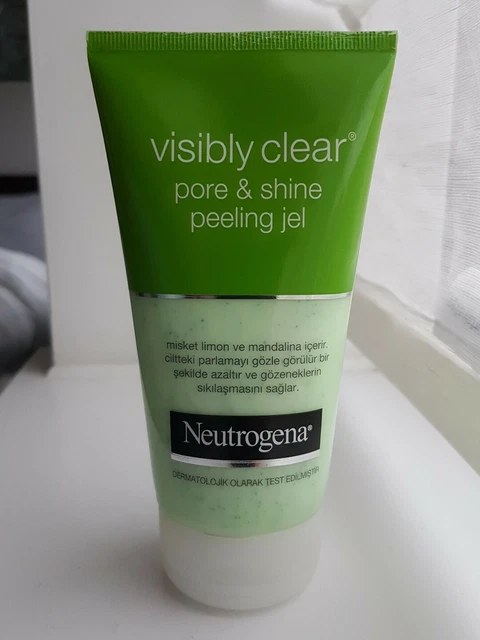 visibly clear®
pore & shine
peeling jel
misket limon ve mandalina içerir.
ciltteki parlamayı gözle görülür bir
şekilde azaltır ve gözeneklerin
sıkılaşmasını sağlar.
Neutrogena®
DERMATOLOJİK OLARAK TEST EDİLMİŞTİR